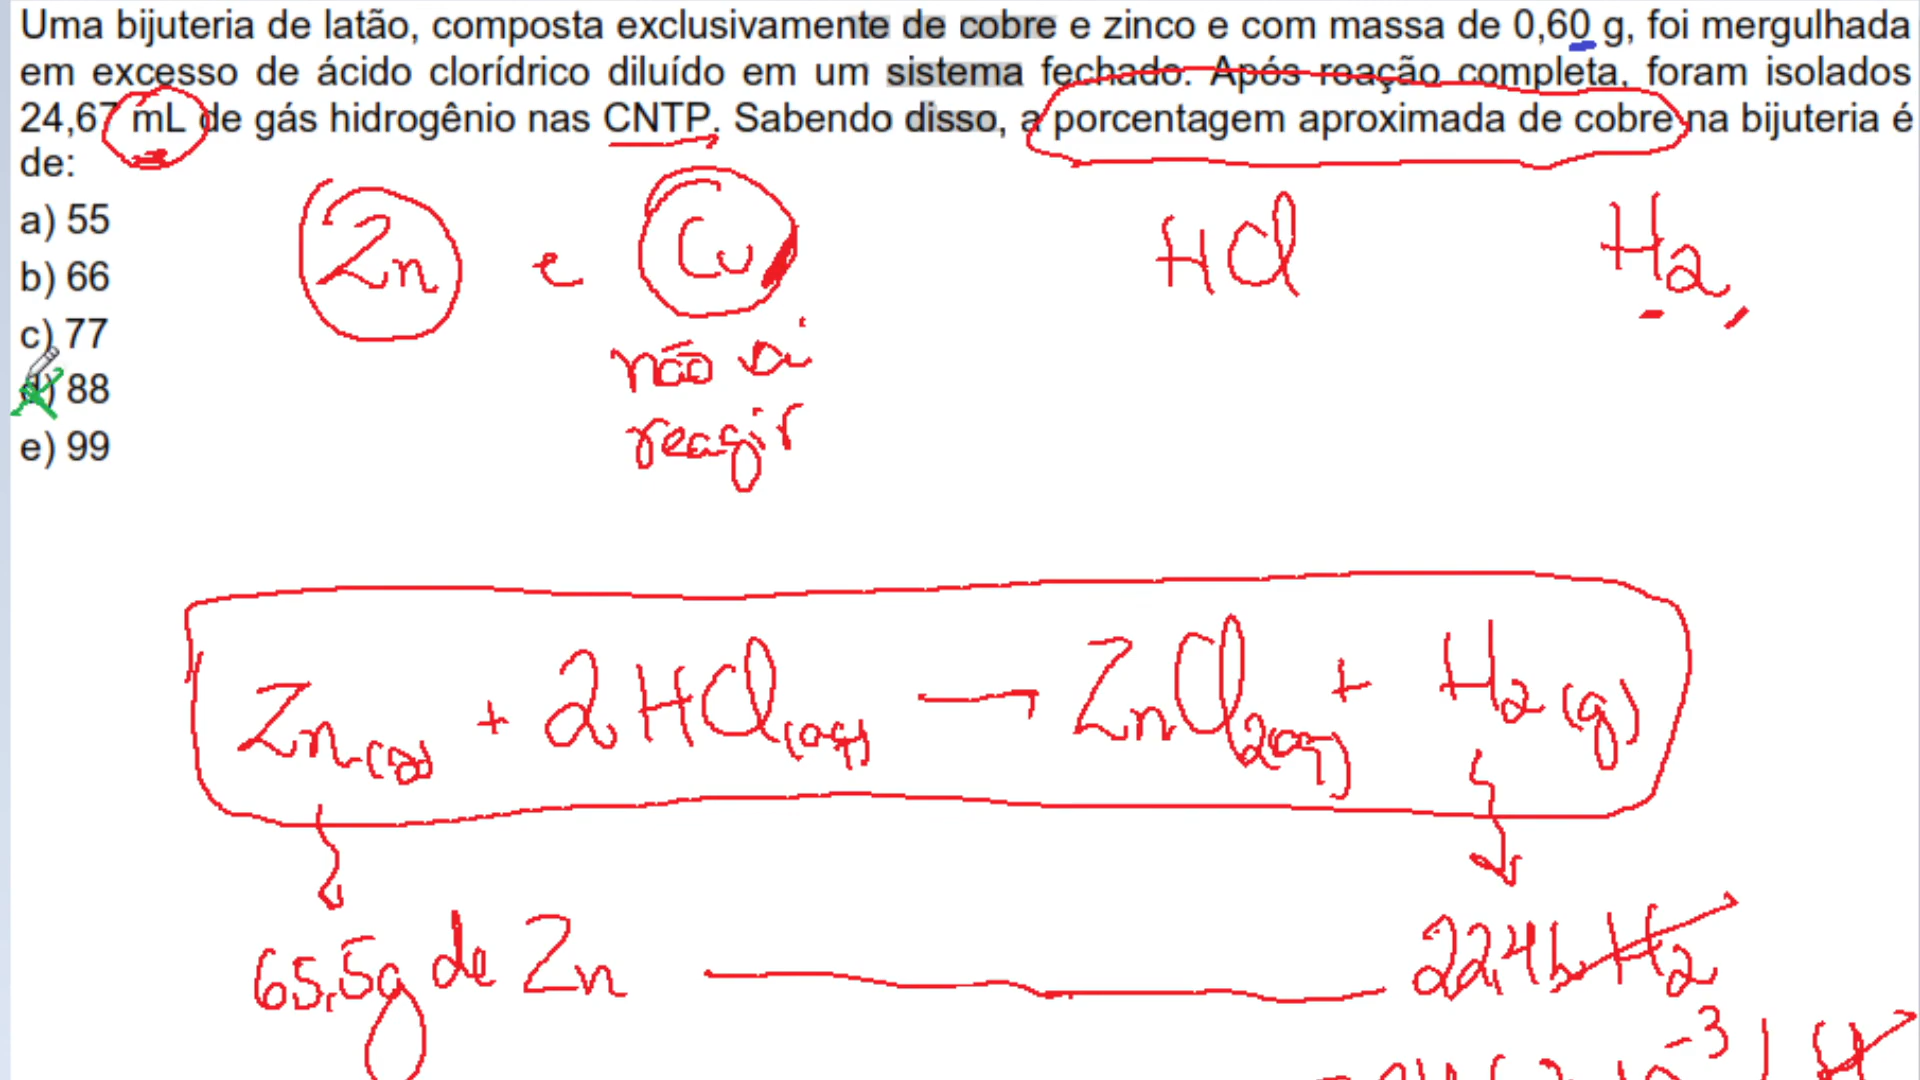 Uma bijuteria de latão, composta exclusivamente de cobre e zinco e com massa de 0,60 g, foi mergulhada
em excesso de ácido clorídrico diluído em um sistema fechado. Após reação completa, foram isolados
24,67 mL de gás hidrogênio nas CNTP. Sabendo disso, a porcentagem aproximada de cobre na bijuteria é
de:
a) 55
b) 66
c) 77
d) 88
e) 99
Zn e Cu HCl H2
não vai
reagir
Zn(s) + 2HCl(aq) → ZnCl2(aq) + H2(g)
65,5g de Zn 22,4L H2